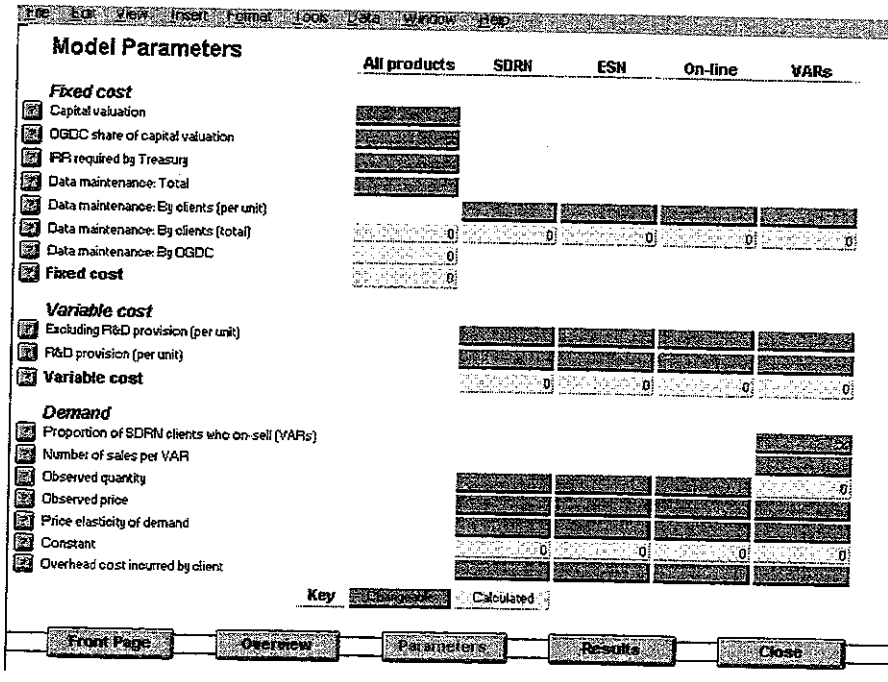 File Edit View Insert Format Tools Data Window Help
Model Parameters
All products SDRN ESN On-line VARs
Fixed cost
Capital valuation
OGDC share of capital valuation
IRR required by Treasury
Data maintenance: Total
Data maintenance: By clients (per unit)
Data maintenance: By clients (total) 0 0 0 0 0
Data maintenance: By OGDC 0
Fixed cost 0
Variable cost
Excluding R&D provision (per unit)
R&D provision (per unit)
Variable cost 0 0 0 0
Demand
Proportion of SDRN clients who on-sell (VARs)
Number of sales per VAR
Observed quantity 0
Observed price
Price elasticity of demand
Constant 0 0 0 0
Overhead cost incurred by client
Key Changeable Calculated
Front Page Overview Parameters Results Close